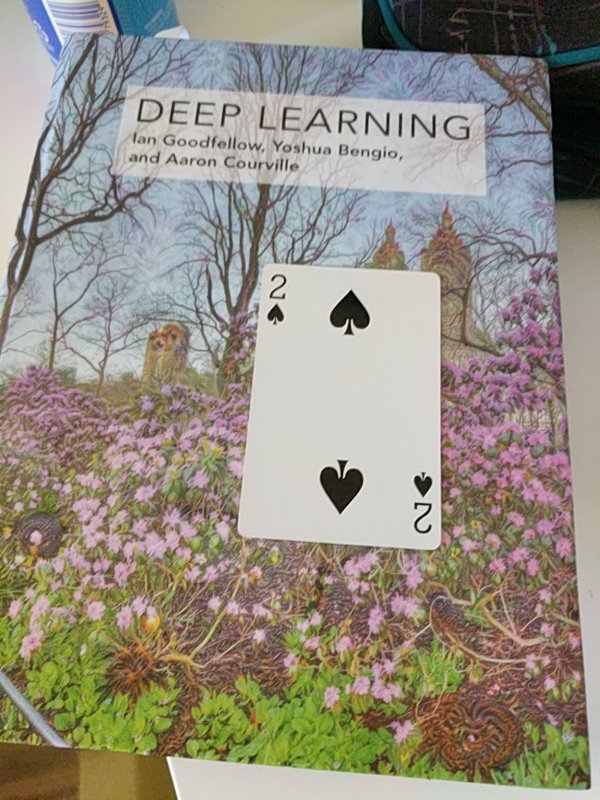 DEEP LEARNING
Ian Goodfellow, Yoshua Bengio,
and Aaron Courville
2
2